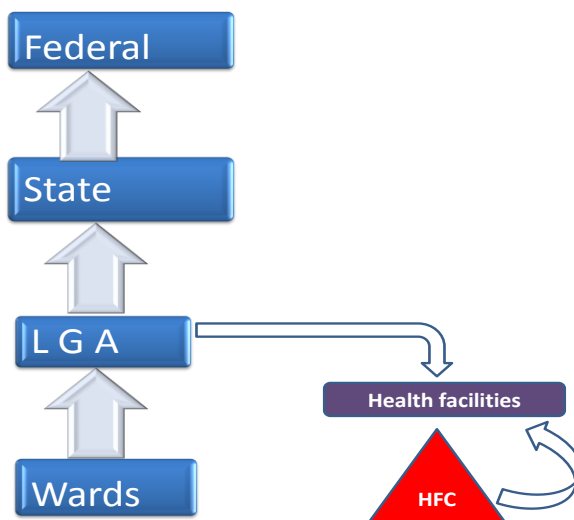 Federal
State
L G A
Health facilities
Wards
HFC